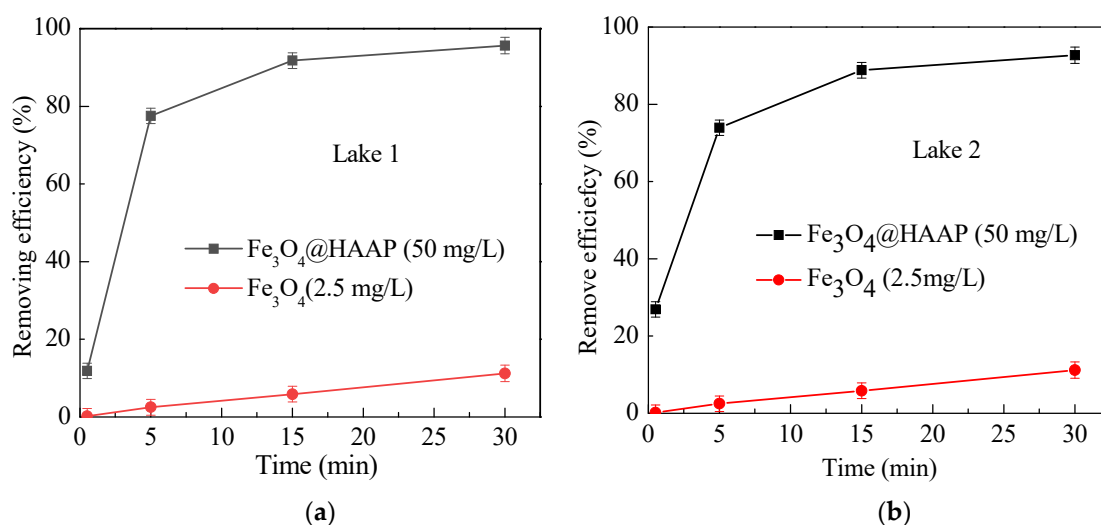 100
80
60
40
20
0
Removing efficiency (%)
Lake 1
Fe₃O₄@HAAP (50 mg/L)
Fe₃O₄(2.5 mg/L)
0 5 10 15 20 25 30
Time (min)
(a)
100
80
60
40
20
0
Remove efficiefcy (%)
Lake 2
Fe₃O₄@HAAP (50 mg/L)
Fe₃O₄ (2.5mg/L)
0 5 10 15 20 25 30
Time (min)
(b)